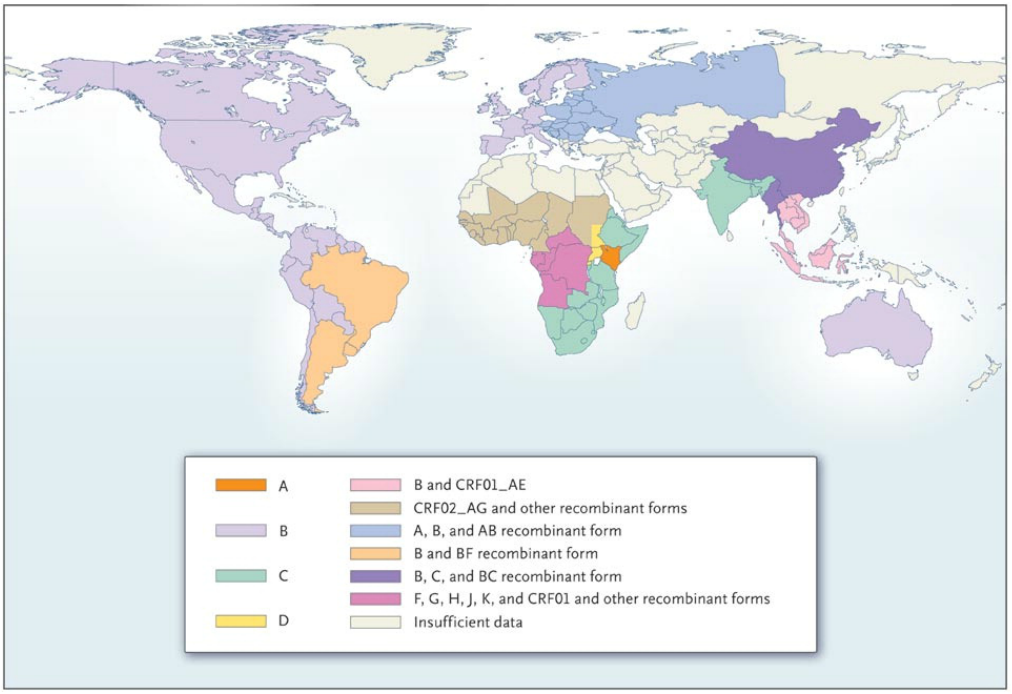 A
B
C
D
B and CRF01_AE
CRF02_AG and other recombinant forms
A, B, and AB recombinant form
B and BF recombinant form
B, C, and BC recombinant form
F, G, H, J, K, and CRF01 and other recombinant forms
Insufficient data